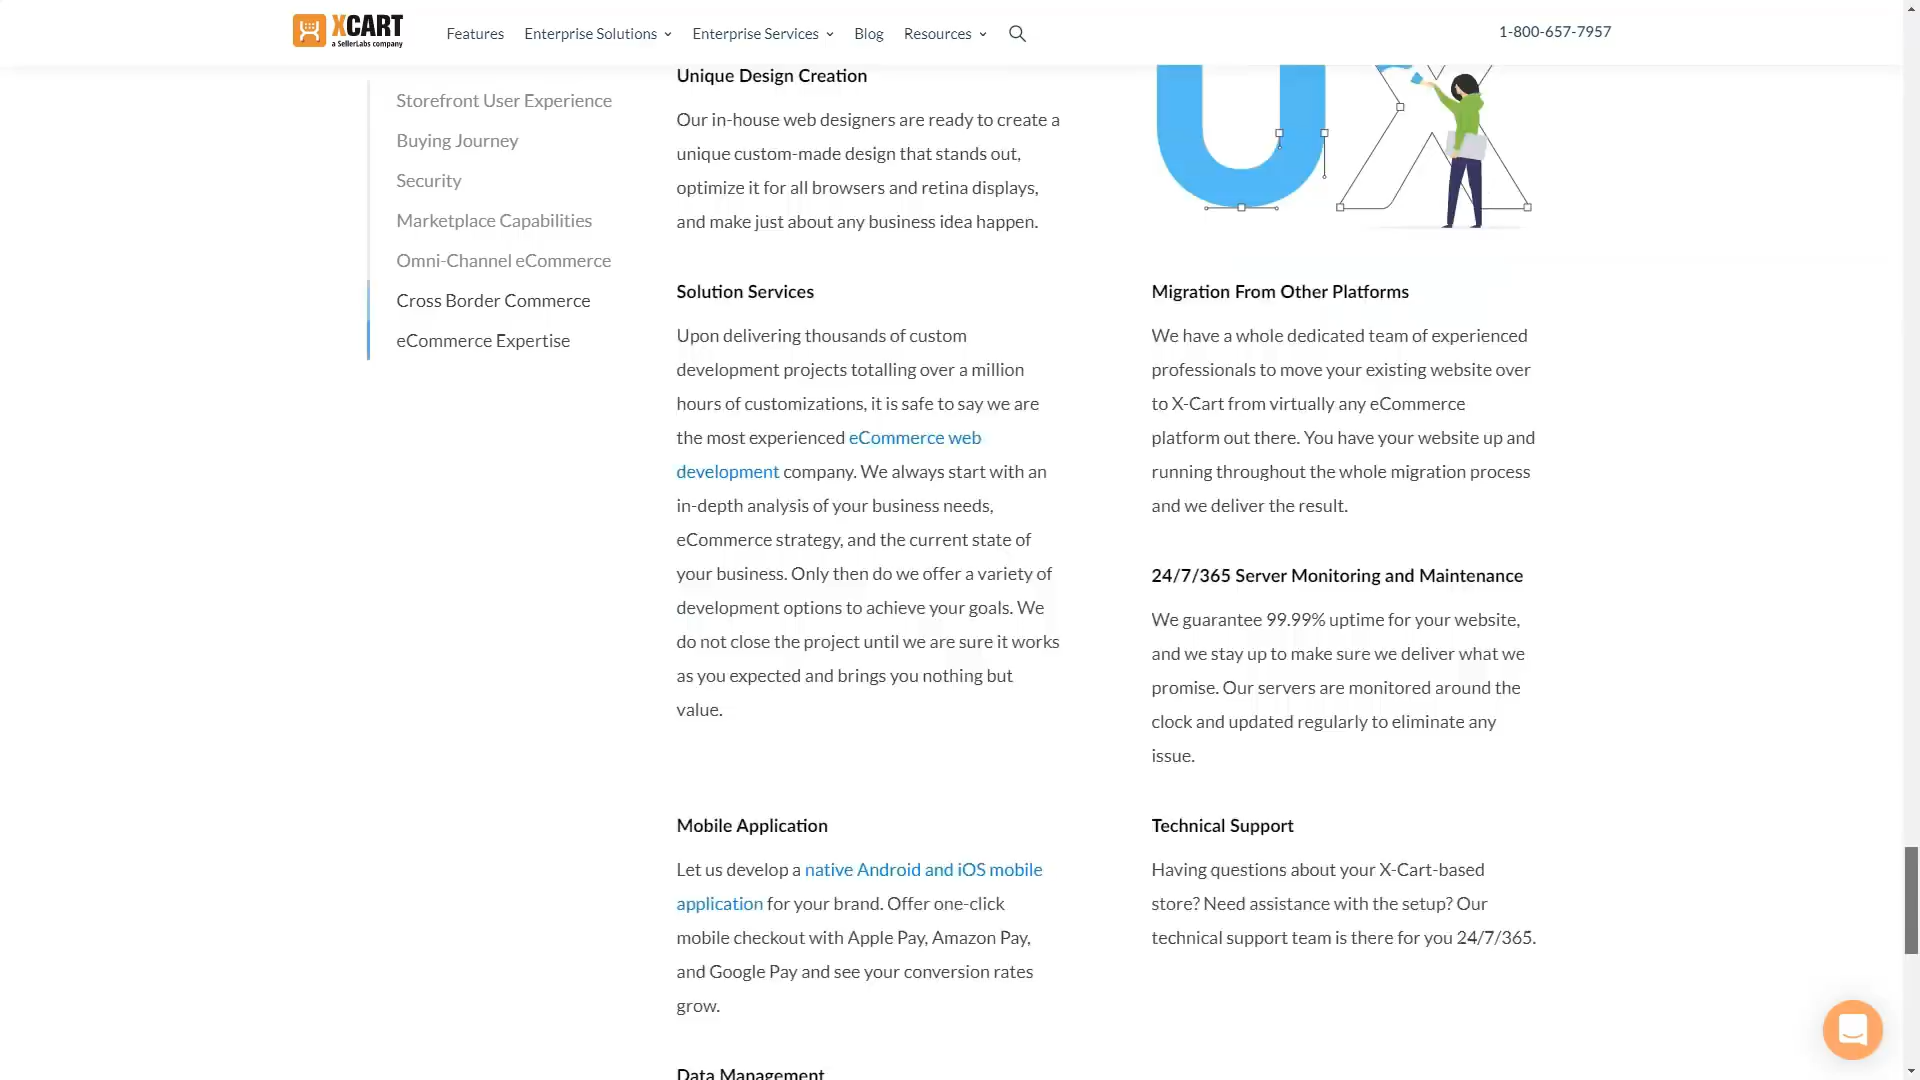 XCART
a SellerLabs company
Features
Enterprise Solutions
Enterprise Services
Blog
Resources
1-800-657-7957
Storefront User Experience
Buying Journey
Security
Marketplace Capabilities
Omni-Channel eCommerce
Cross Border Commerce
eCommerce Expertise
Unique Design Creation
Our in-house web designers are ready to create a
unique custom-made design that stands out,
optimize it for all browsers and retina displays,
and make just about any business idea happen.
UX
Solution Services
Upon delivering thousands of custom
development projects totalling over a million
hours of customizations, it is safe to say we are
the most experienced eCommerce web
development company. We always start with an
in-depth analysis of your business needs,
eCommerce strategy, and the current state of
your business. Only then do we offer a variety of
development options to achieve your goals. We
do not close the project until we are sure it works
as you expected and brings you nothing but
value.
Migration From Other Platforms
We have a whole dedicated team of experienced
professionals to move your existing website over
to X-Cart from virtually any eCommerce
platform out there. You have your website up and
running throughout the whole migration process
and we deliver the result.
24/7/365 Server Monitoring and Maintenance
We guarantee 99.99% uptime for your website,
and we stay up to make sure we deliver what we
promise. Our servers are monitored around the
clock and updated regularly to eliminate any
issue.
Mobile Application
Let us develop a native Android and iOS mobile
application for your brand. Offer one-click
mobile checkout with Apple Pay, Amazon Pay,
and Google Pay and see your conversion rates
grow.
Technical Support
Having questions about your X-Cart-based
store? Need assistance with the setup? Our
technical support team is there for you 24/7/365.
Data Management